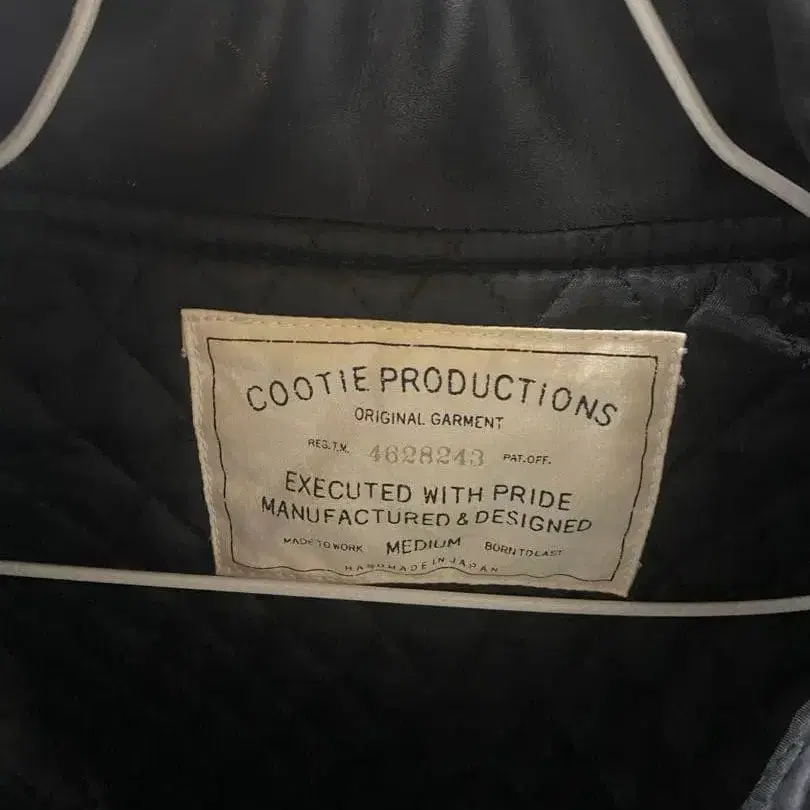 COOTIE PRODUCTIONS
ORIGINAL GARMENT
REG.T.M. 4628243 PAT.OFF.
EXECUTED WITH PRIDE
MANUFACTURED & DESIGNED
MADE TO WORK MEDIUM BORN TO LAST
HANDMADE IN JAPAN